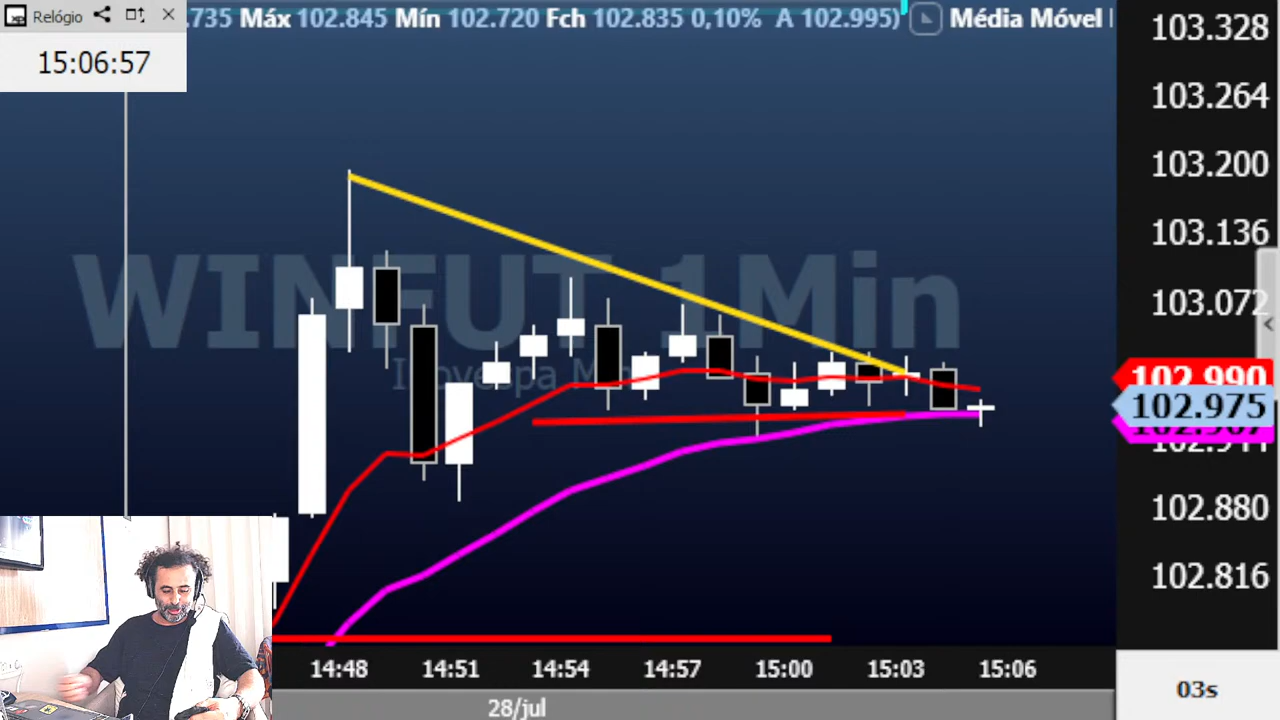 Relógio
.735 Máx 102.845 Mín 102.720 Fch 102.835 0,10% A 102.995)
Média Móvel
15:06:57
WINFUT 1Min
103.328
103.264
103.200
103.136
103.072
102.990
102.975
102.880
102.816
14:48
14:51
14:54
14:57
15:00
15:03
15:06
28/jul
03s